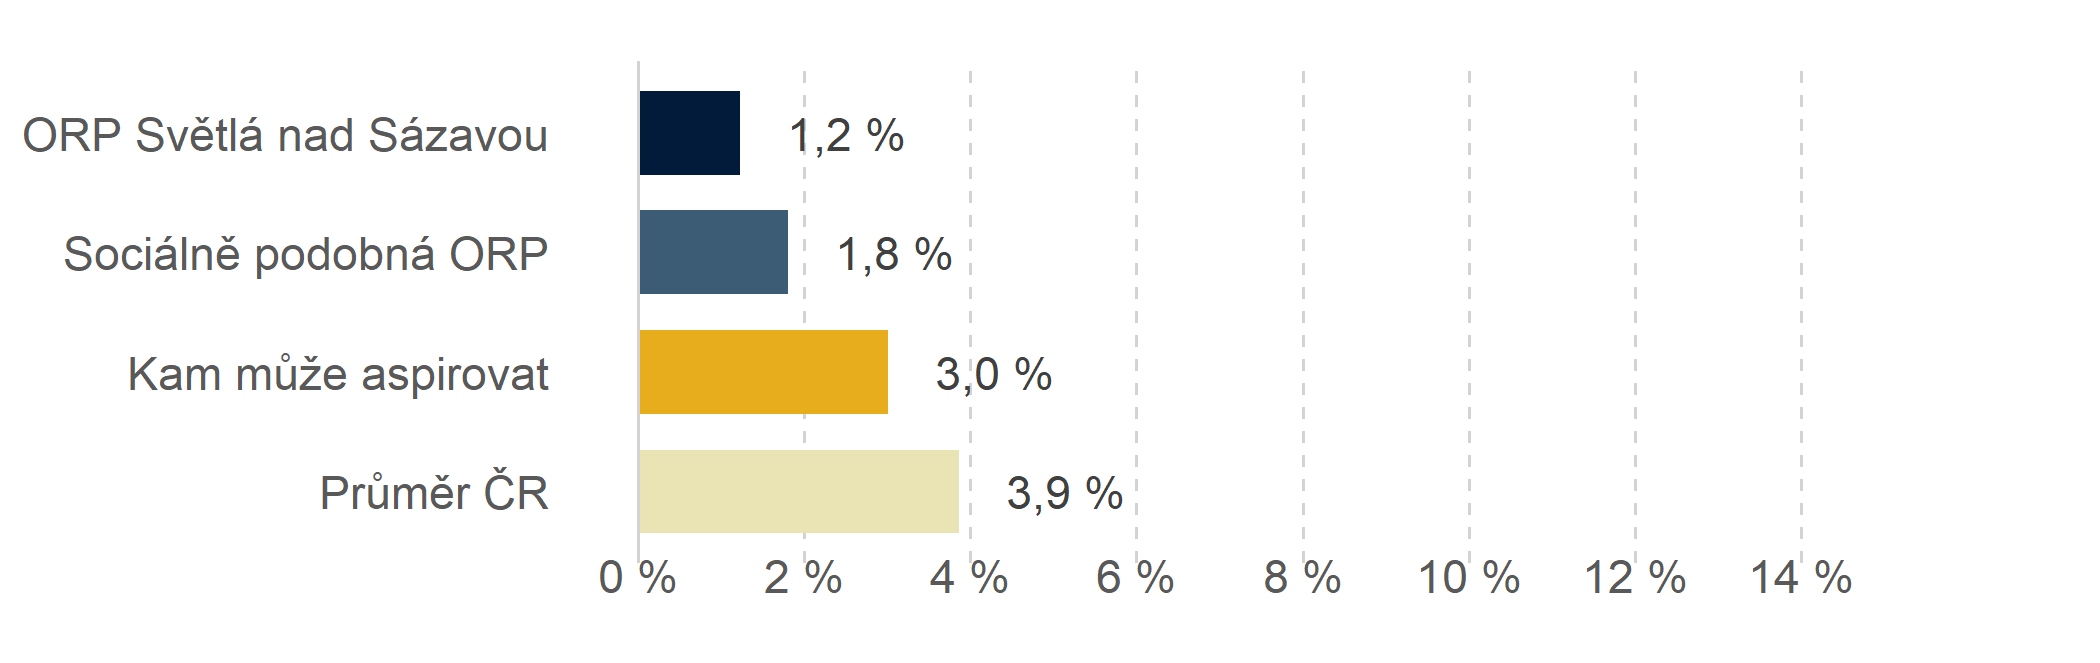 ORP Světlá nad Sázavou 1,2 %
Sociálně podobná ORP 1,8 %
Kam může aspirovat 3,0 %
Průměr ČR 3,9 %
0 % 2 % 4 % 6 % 8 % 10 % 12 % 14 %